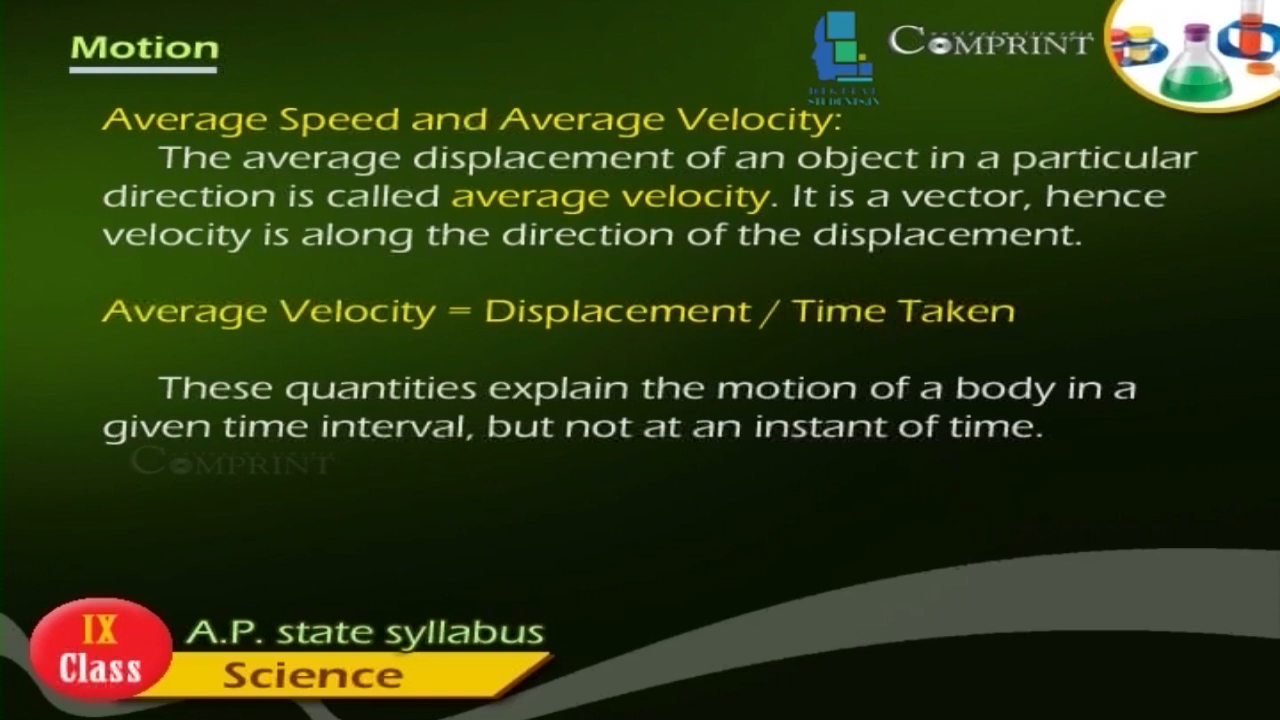 Motion
COMPRINT
DIGITAL
STUDENTS.IN
Average Speed and Average Velocity:
The average displacement of an object in a particular
direction is called average velocity. It is a vector, hence
velocity is along the direction of the displacement.
Average Velocity = Displacement / Time Taken
These quantities explain the motion of a body in a
given time interval, but not at an instant of time.
COMPRINT
IX
Class
A.P. state syllabus
Science